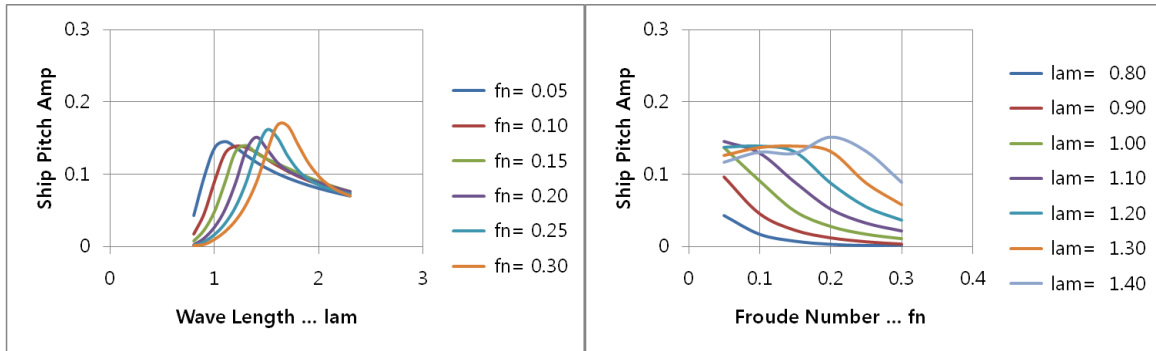 0.3
0.2
0.1
0
0
1
2
3
Ship Pitch Amp
Wave Length ... lam
fn= 0.05
fn= 0.10
fn= 0.15
fn= 0.20
fn= 0.25
fn= 0.30
0.3
0.2
0.1
0
0
0.1
0.2
0.3
0.4
Ship Pitch Amp
Froude Number ... fn
lam= 0.80
lam= 0.90
lam= 1.00
lam= 1.10
lam= 1.20
lam= 1.30
lam= 1.40